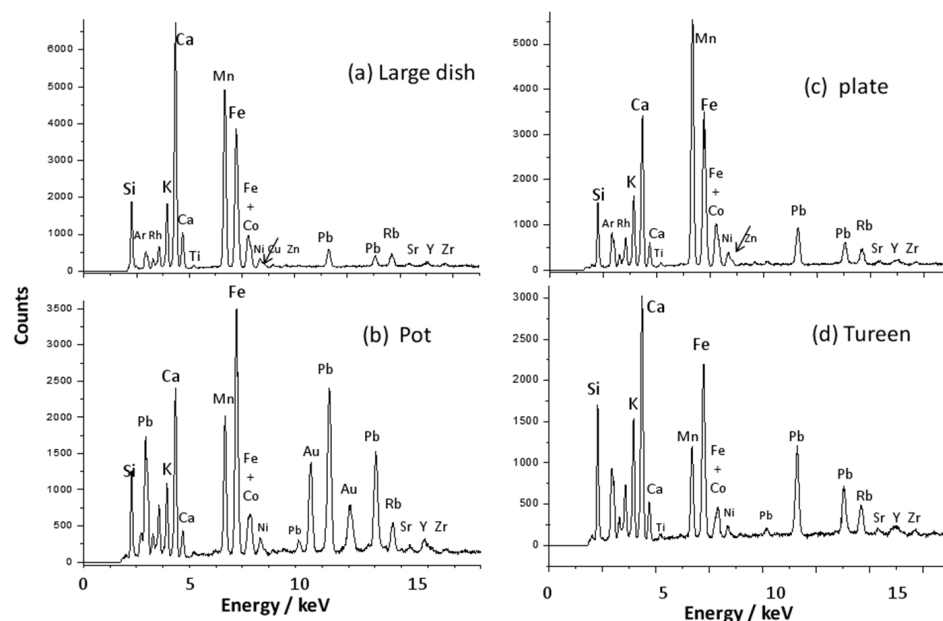 (a) Large dish
6000
5000
4000
3000
2000
1000
0
Si
Ar Rh
K
Ca
Ca
Ti
Mn
Fe
Fe
+
Co
Ni Cu Zn
Pb
Pb
Rb
Sr Y Zr
(c) plate
5000
4000
3000
2000
1000
0
Si
Ar Rh
K
Ca
Ca
Ti
Mn
Fe
Fe
+
Co
Ni Zn
Pb
Pb
Rb
Sr Y Zr
(b) Pot
Counts
3500
3000
2500
2000
1500
1000
500
0
Si
Pb
K
Ca
Ca
Mn
Fe
Fe
+
Co
Ni
Pb
Au
Pb
Au
Pb
Rb
Sr Y Zr
0 5 10 15
Energy / keV
(d) Tureen
3000
2500
2000
1500
1000
500
0
Si
K
Ca
Ca
Ti
Mn
Fe
Fe
+
Co
Ni
Pb
Pb
Pb
Rb
Sr Y Zr
0 5 10 15
Energy / keV